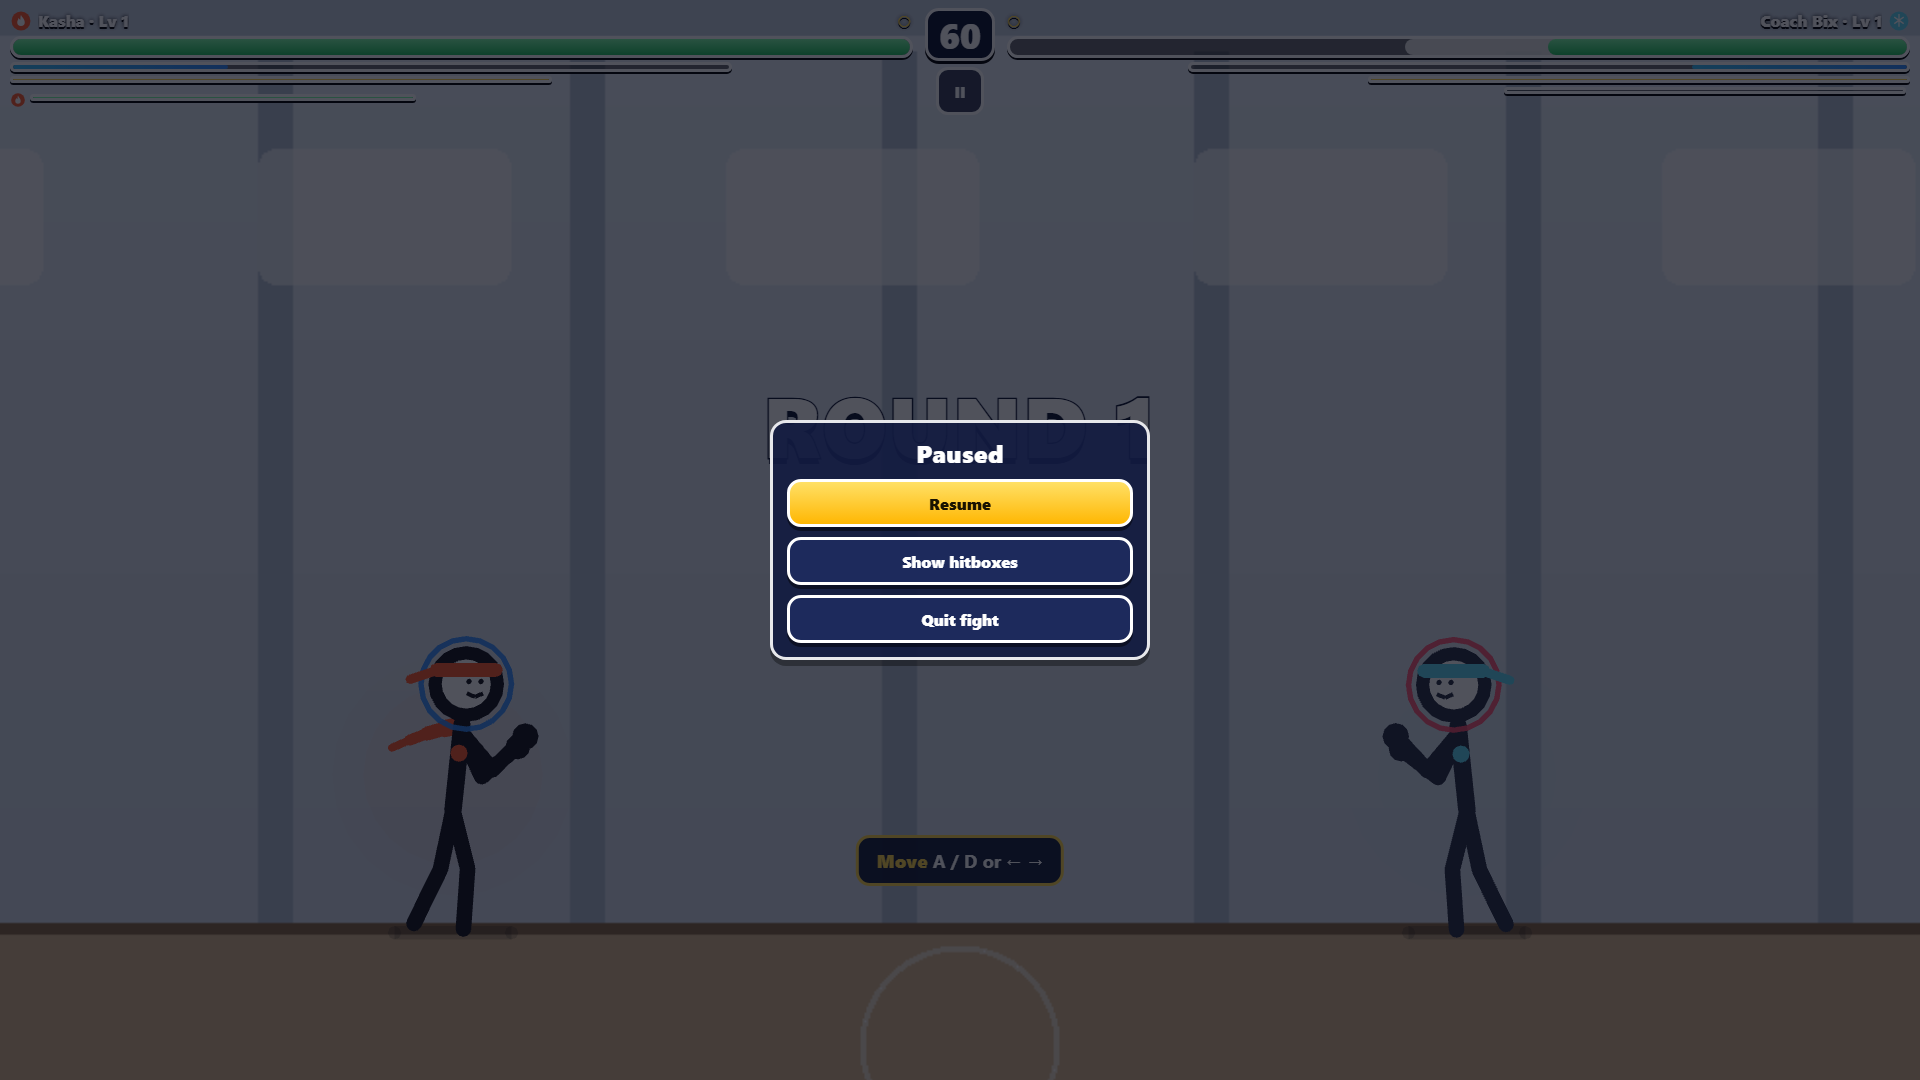 Kasha · Lv 1
60
Coach Bix · Lv 1
ROUND 1
Paused
Resume
Show hitboxes
Quit fight
Move A / D or ← →